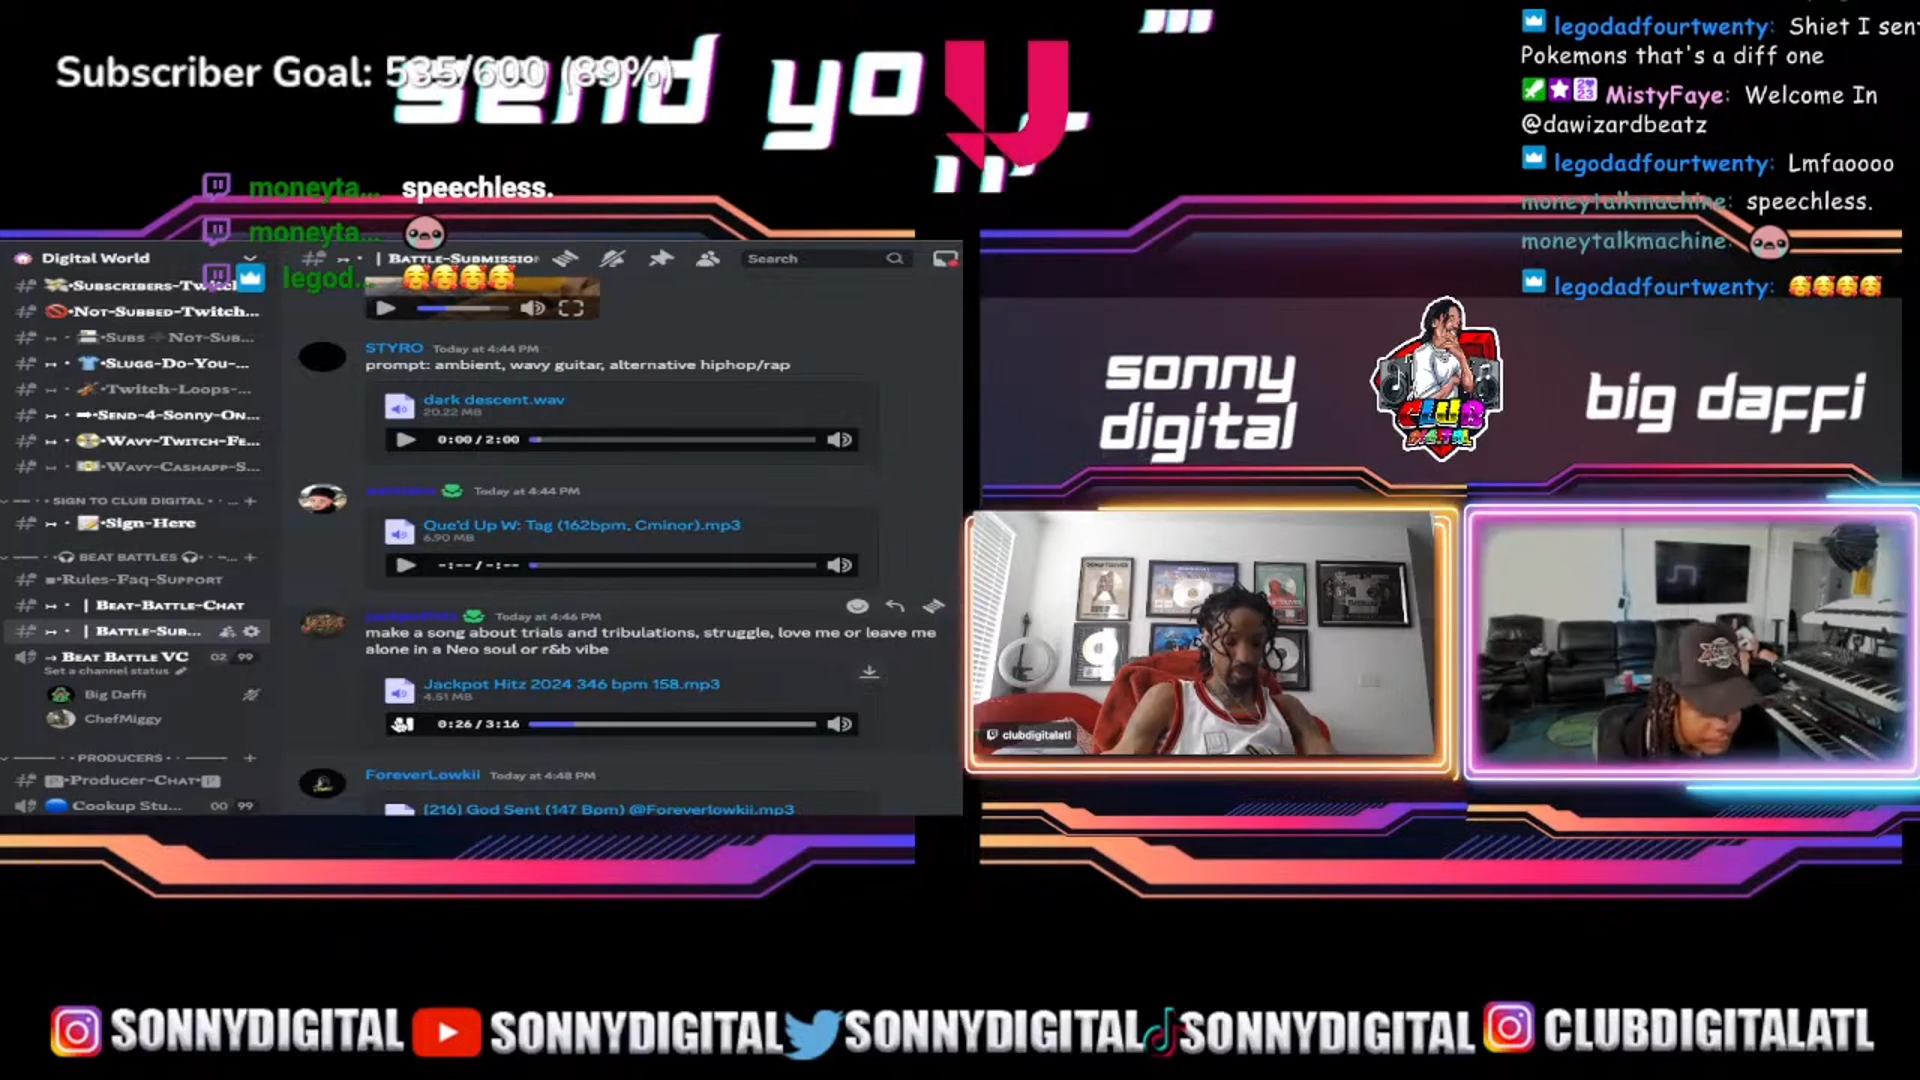 Subscriber Goal: 535/600 (89%)
send your
moneyta... speechless.
moneyta...
legod...
legodadfourtwenty: Shiet I sent
Pokemons that's a diff one
MistyFaye: Welcome In
@dawizardbeatz
legodadfourtwenty: Lmfaoooo
moneytalkmachine: speechless.
moneytalkmachine:
legodadfourtwenty:
Digital World
Subscribers-Twitch
Not-Subbed-Twitch...
Subs Not-Sub...
Slugg-Do-You-...
Twitch-Loops-...
Send-4-Sonny-On...
Wavy-Twitch-Fe...
Wavy-Cashapp-S...
SIGN TO CLUB DIGITAL
Sign-Here
BEAT BATTLES
Rules-Faq-Support
Beat-Battle-Chat
Battle-Sub...
Beat Battle VC 02 99
Set a channel status
Big Daffi
ChefMiggy
PRODUCERS
Producer-Chat
Cookup Stu... 00 99
Battle-Submission
Search
STYRO Today at 4:44 PM
prompt: ambient, wavy guitar, alternative hiphop/rap
dark descent.wav
20.22 MB
0:00 / 2:00
Today at 4:44 PM
Que'd Up W: Tag (162bpm, Cminor).mp3
6.90 MB
-:-- / -:--
Today at 4:46 PM
make a song about trials and tribulations, struggle, love me or leave me
alone in a Neo soul or r&b vibe
Jackpot Hitz 2024 346 bpm 158.mp3
4.51 MB
0:26 / 3:16
ForeverLowkii Today at 4:48 PM
[216] God Sent (147 Bpm) @Foreverlowkii.mp3
sonny
digital
CLUB
DIGITAL
big daffi
clubdigitalatl
SONNYDIGITAL SONNYDIGITAL SONNYDIGITAL SONNYDIGITAL CLUBDIGITALATL